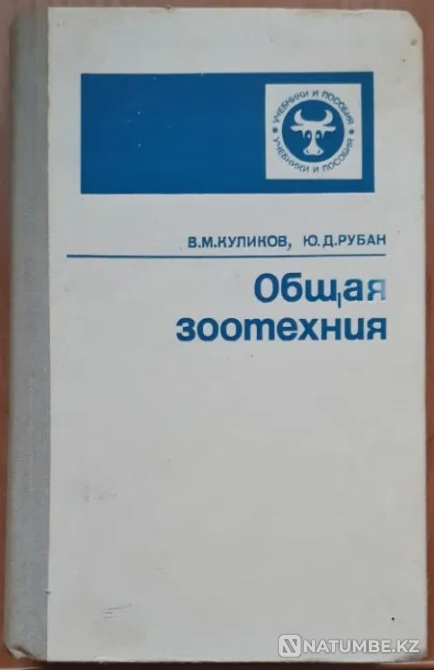 УЧЕБНИКИ И ПОСОБИЯ
УЧЕБНИКИ И ПОСОБИЯ
В.М.КУЛИКОВ, Ю.Д.РУБАН
Общая
зоотехния
NATUMBE.KZ